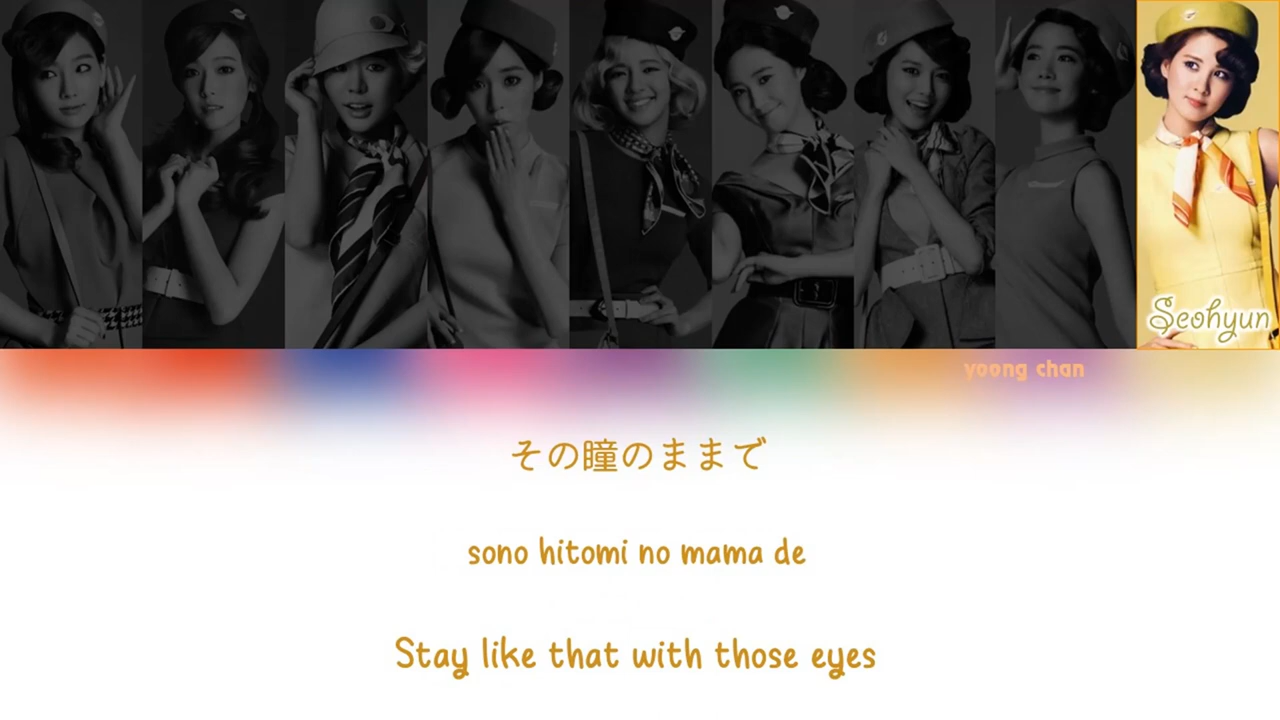 Seohyun
yoong chan
その瞳のままで
sono hitomi no mama de
Stay like that with those eyes